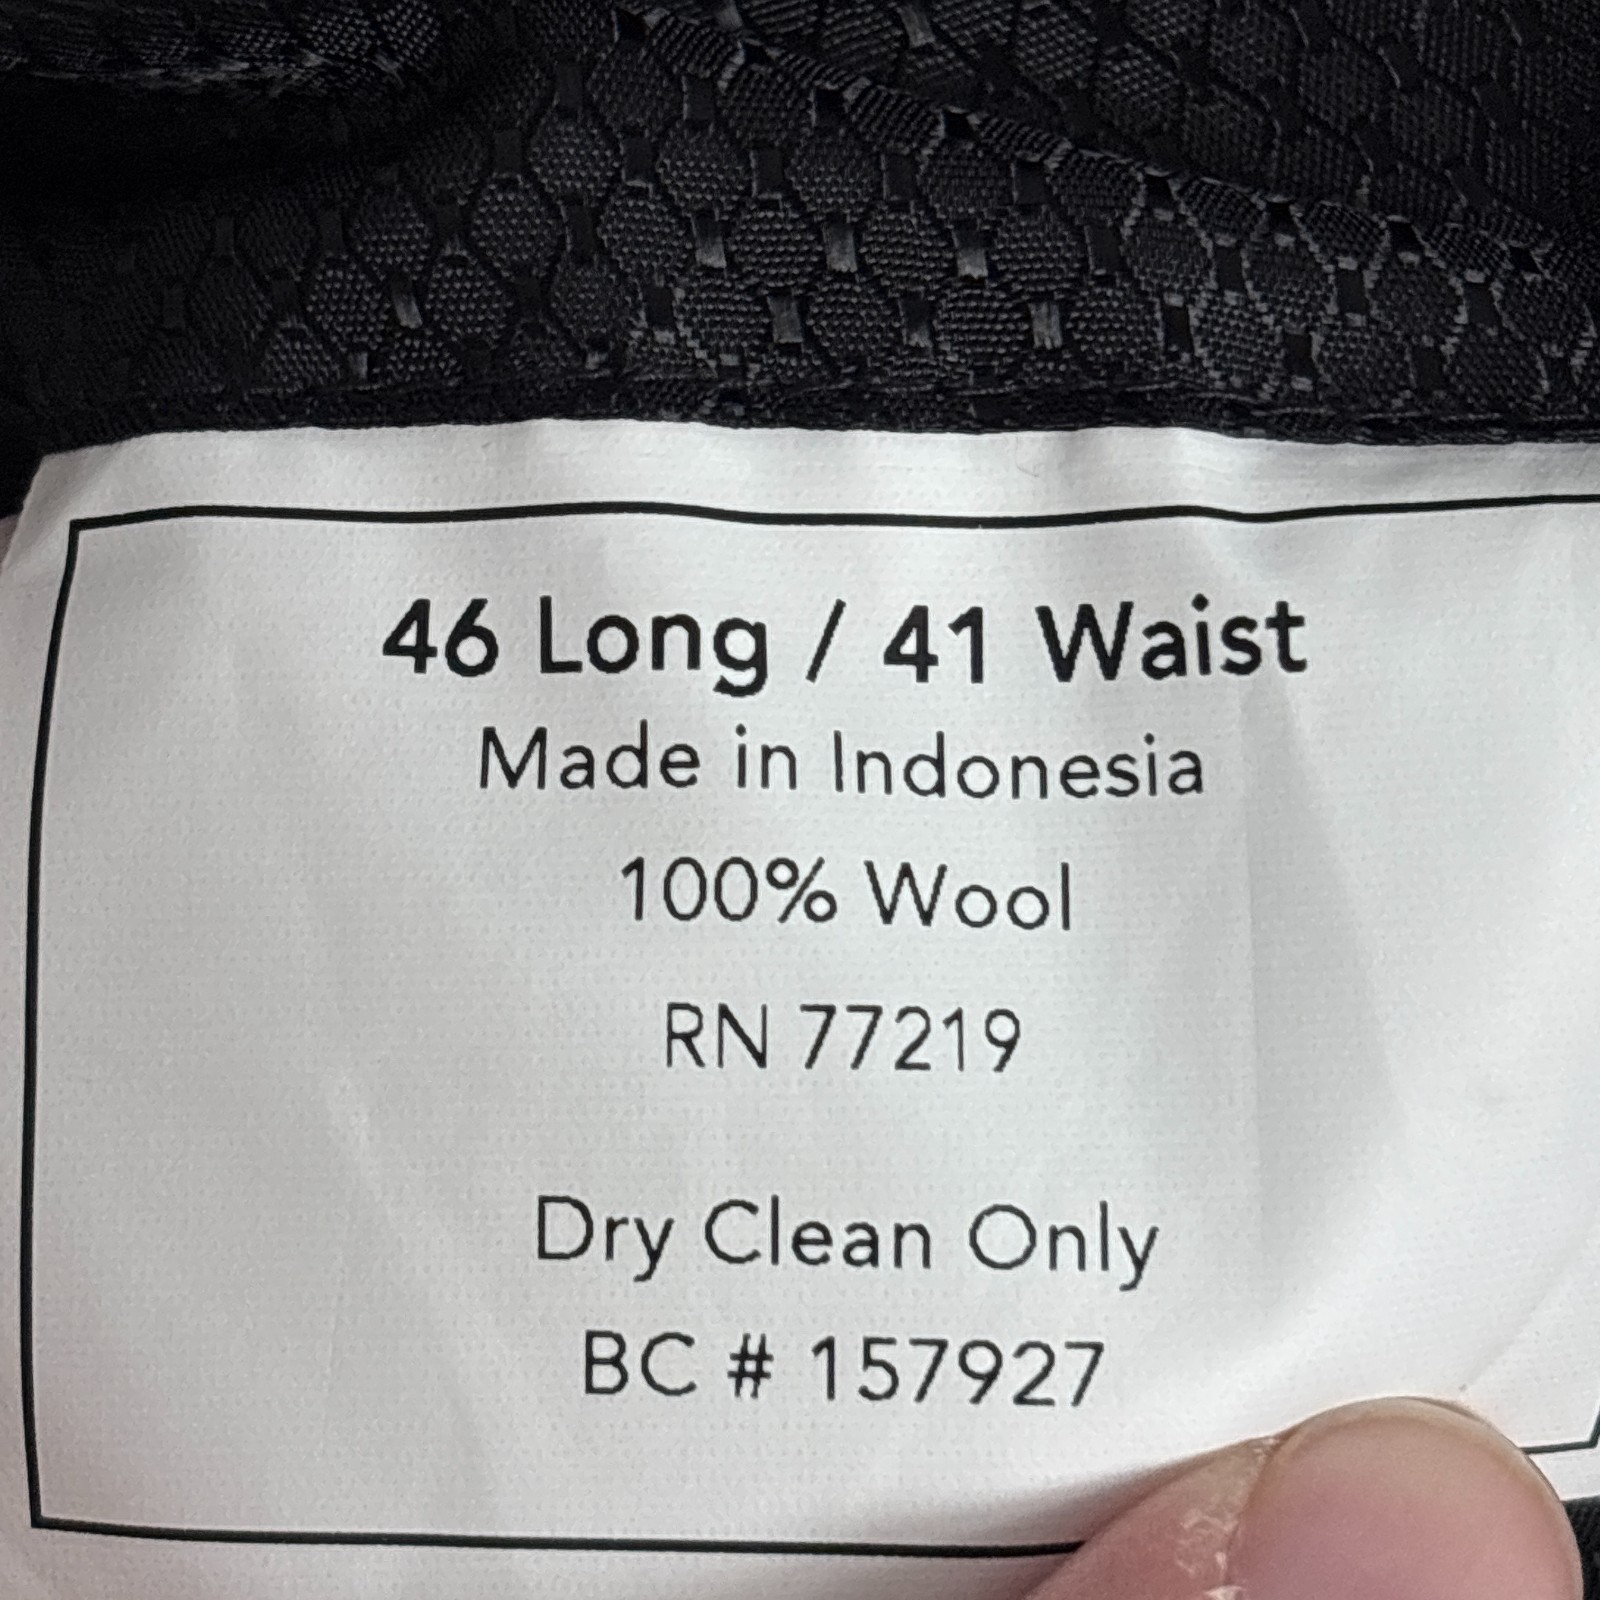 46 Long / 41 Waist
Made in Indonesia
100% Wool
RN 77219
Dry Clean Only
BC # 157927